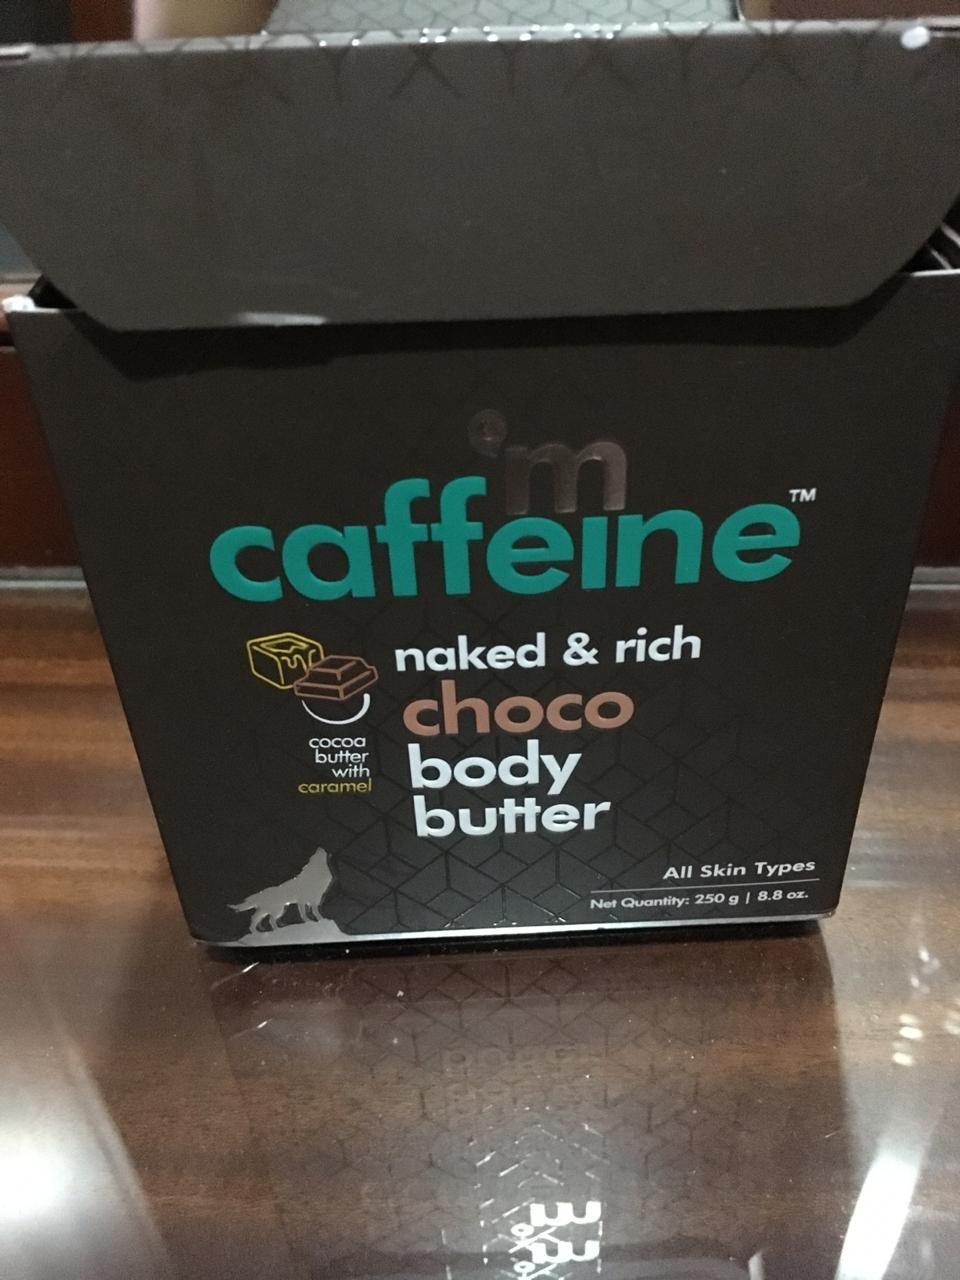 'm
caffeine™
naked & rich
choco
body
butter
cocoa
butter
with
caramel
All Skin Types
Net Quantity: 250 g | 8.8 oz.